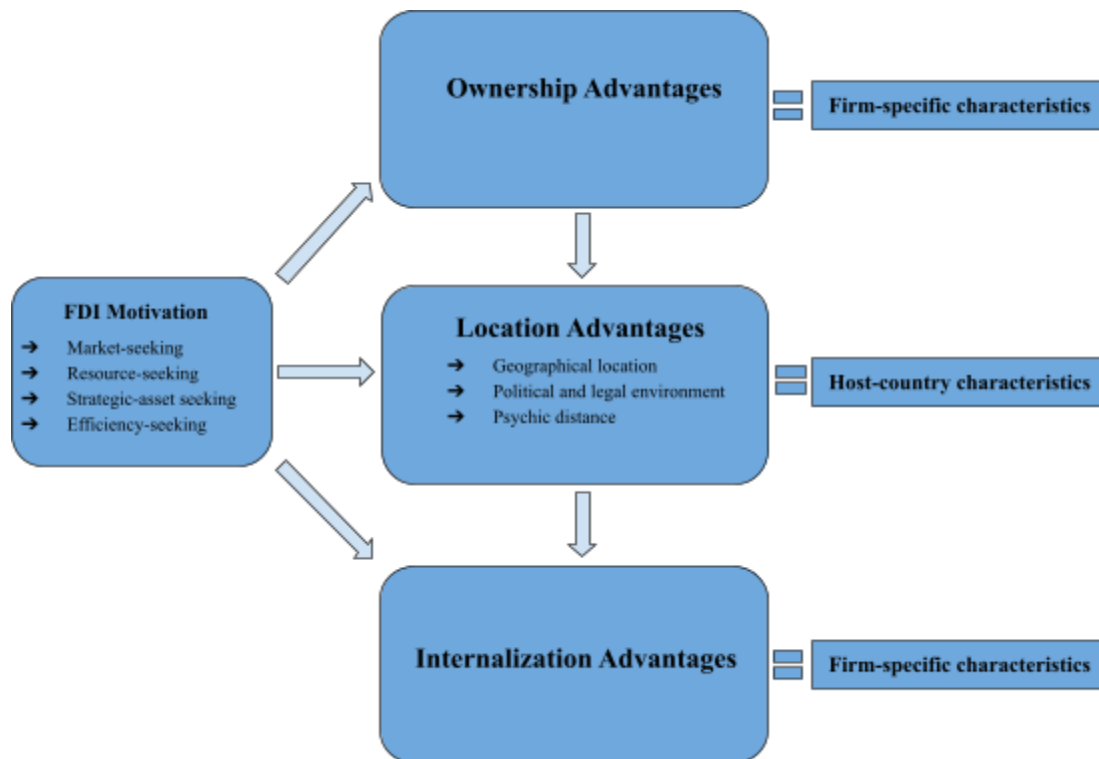 Ownership Advantages
Firm-specific characteristics
FDI Motivation
➔ Market-seeking
➔ Resource-seeking
➔ Strategic-asset seeking
➔ Efficiency-seeking
Location Advantages
➔ Geographical location
➔ Political and legal environment
➔ Psychic distance
Host-country characteristics
Internalization Advantages
Firm-specific characteristics